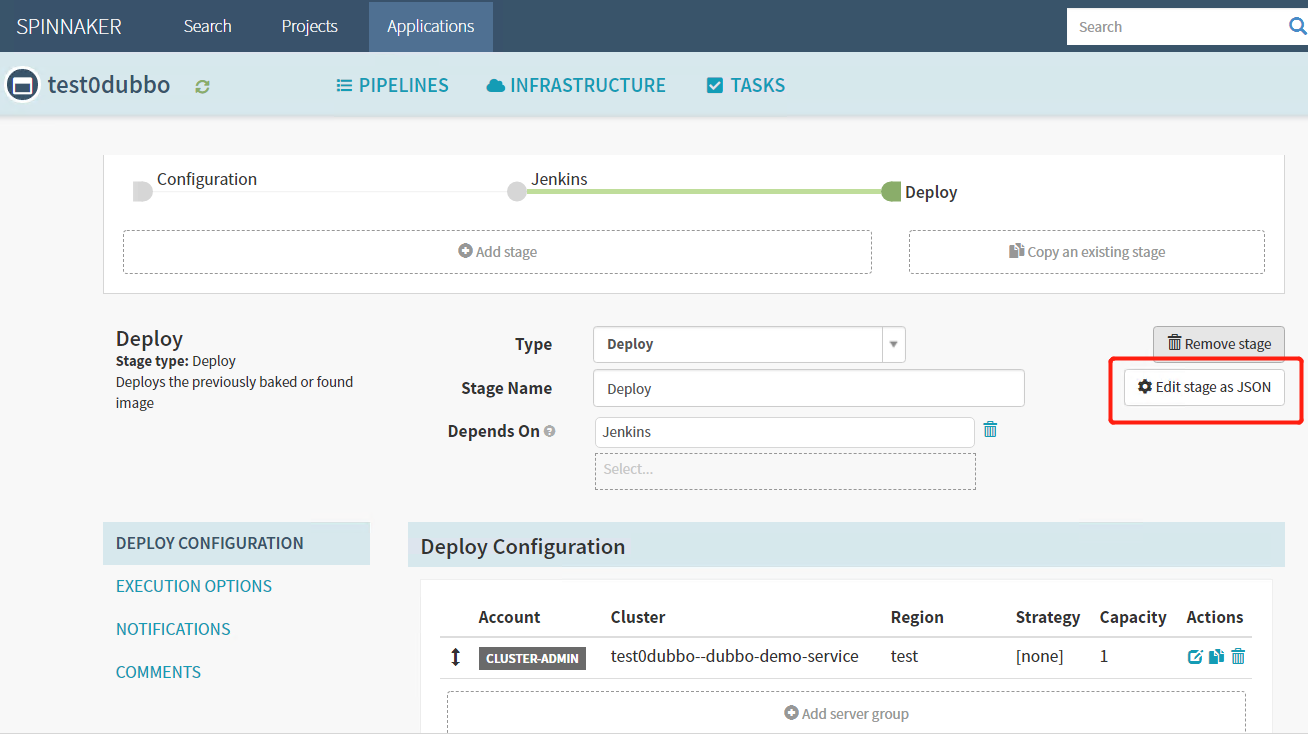 SPINNAKER Search Projects Applications Search
test0dubbo PIPELINES INFRASTRUCTURE TASKS
Configuration Jenkins Deploy
Add stage Copy an existing stage
Deploy
Stage type: Deploy
Deploys the previously baked or found
image
Type Deploy Remove stage
Stage Name Deploy Edit stage as JSON
Depends On ? Jenkins
Select...
DEPLOY CONFIGURATION
EXECUTION OPTIONS
NOTIFICATIONS
COMMENTS
Deploy Configuration
Account Cluster Region Strategy Capacity Actions
CLUSTER-ADMIN test0dubbo--dubbo-demo-service test [none] 1
Add server group